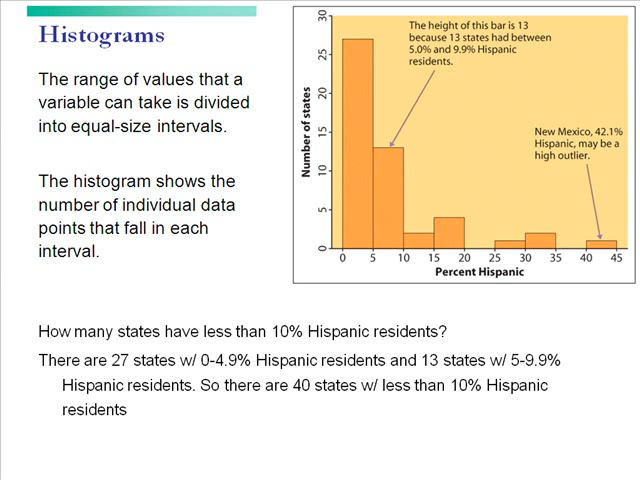 Histograms
The range of values that a
variable can take is divided
into equal-size intervals.
The histogram shows the
number of individual data
points that fall in each
interval.
Number of states
30
25
20
15
10
5
0
The height of this bar is 13
because 13 states had between
5.0% and 9.9% Hispanic
residents.
New Mexico, 42.1%
Hispanic, may be a
high outlier.
0 5 10 15 20 25 30 35 40 45
Percent Hispanic
How many states have less than 10% Hispanic residents?
There are 27 states w/ 0-4.9% Hispanic residents and 13 states w/ 5-9.9%
Hispanic residents. So there are 40 states w/ less than 10% Hispanic
residents